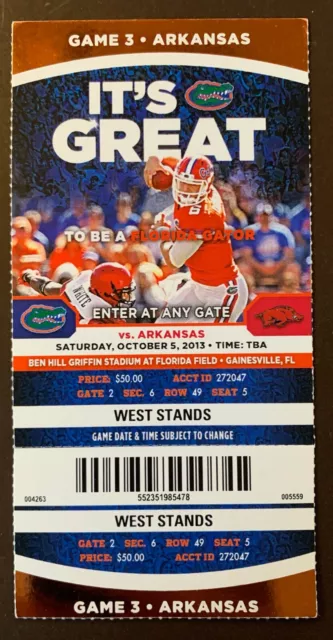 GAME 3 • ARKANSAS
IT'S
GREAT
TO BE A FLORIDA GATOR
WHITE
6
ENTER AT ANY GATE
vs. ARKANSAS
SATURDAY, OCTOBER 5, 2013 • TIME: TBA
BEN HILL GRIFFIN STADIUM AT FLORIDA FIELD • GAINESVILLE, FL
PRICE: $50.00 ACCT ID 272047
GATE 2 SEC. 6 ROW 49 SEAT 5
WEST STANDS
GAME DATE & TIME SUBJECT TO CHANGE
004263 552351985478 005559
WEST STANDS
GATE 2 SEC. 6 ROW 49 SEAT 5
PRICE: $50.00 ACCT ID 272047
GAME 3 • ARKANSAS